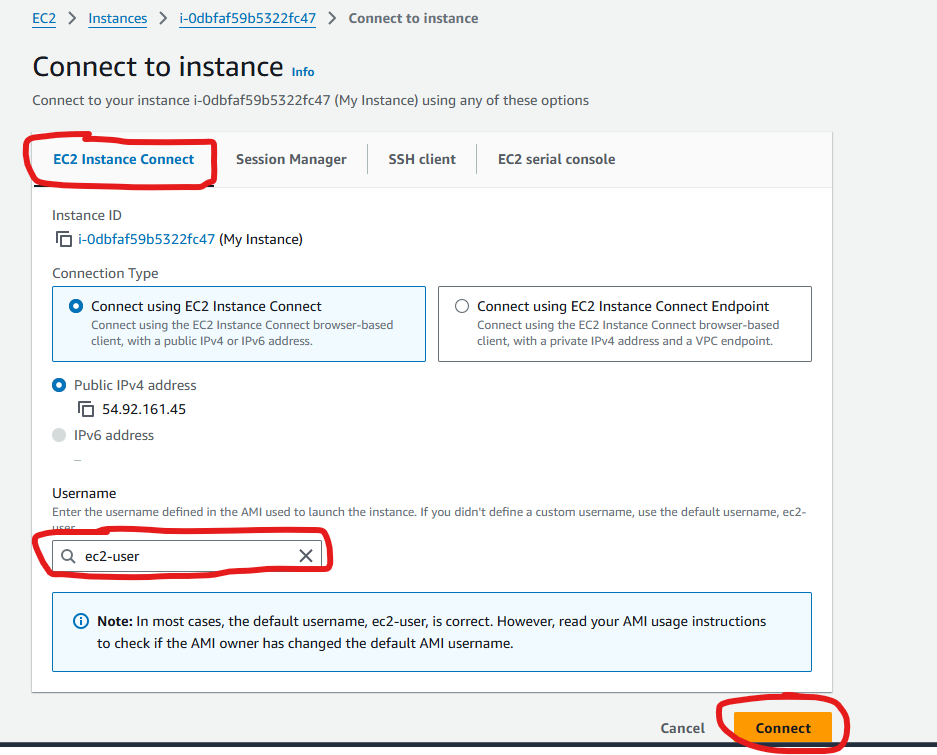 EC2 > Instances > i-0dbfaf59b5322fc47 > Connect to instance
Connect to instance Info
Connect to your instance i-0dbfaf59b5322fc47 (My Instance) using any of these options
EC2 Instance Connect Session Manager SSH client EC2 serial console
Instance ID
i-0dbfaf59b5322fc47 (My Instance)
Connection Type
Connect using EC2 Instance Connect
Connect using the EC2 Instance Connect browser-based
client, with a public IPv4 or IPv6 address.
Connect using EC2 Instance Connect Endpoint
Connect using the EC2 Instance Connect browser-based
client, with a private IPv4 address and a VPC endpoint.
Public IPv4 address
54.92.161.45
IPv6 address
–
Username
Enter the username defined in the AMI used to launch the instance. If you didn't define a custom username, use the default username, ec2-
user.
ec2-user
Note: In most cases, the default username, ec2-user, is correct. However, read your AMI usage instructions
to check if the AMI owner has changed the default AMI username.
Cancel Connect